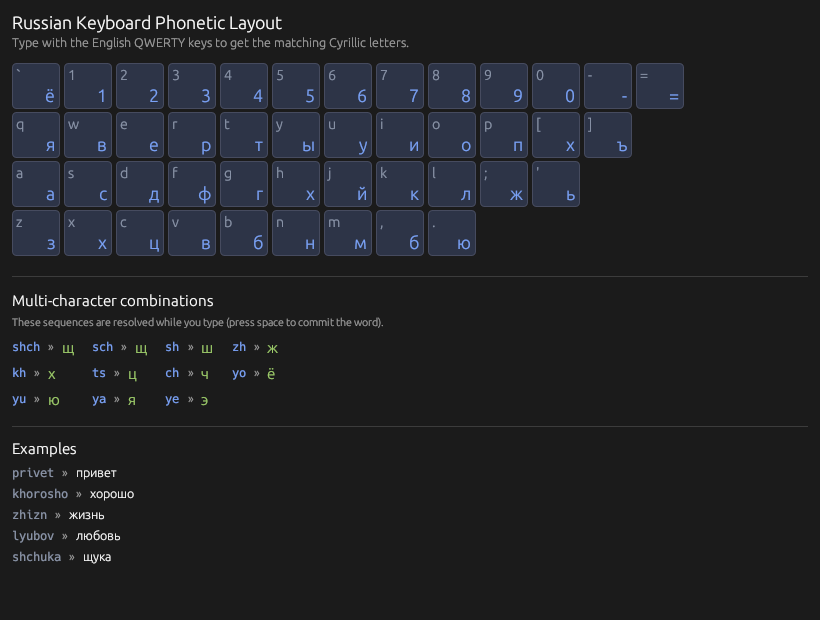 Russian Keyboard Phonetic Layout
Type with the English QWERTY keys to get the matching Cyrillic letters.
` ё 1 1 2 2 3 3 4 4 5 5 6 6 7 7 8 8 9 9 0 0 - - = =
q я w в e е r р t т y ы u у i и o о p п [ х ] ъ
a а s с d д f ф g г h х j й k к l л ; ж ' ь
z з x х c ц v в b б n н m м , б . ю
Multi-character combinations
These sequences are resolved while you type (press space to commit the word).
shch » щ sch » щ sh » ш zh » ж
kh » х ts » ц ch » ч yo » ё
yu » ю ya » я ye » э
Examples
privet » привет
khorosho » хорошо
zhizn » жизнь
lyubov » любовь
shchuka » щука